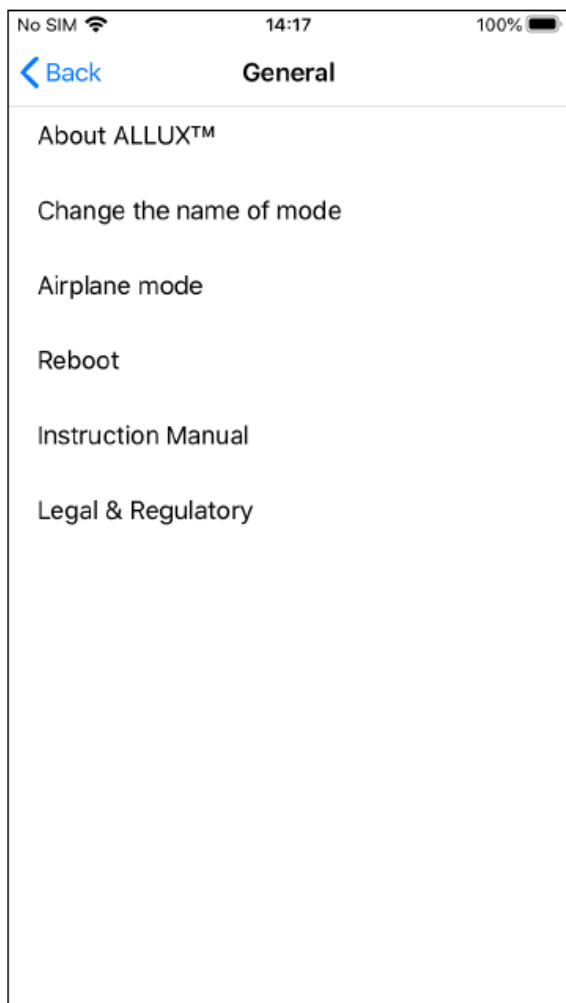 No SIM 14:17 100%
Back General
About ALLUX™
Change the name of mode
Airplane mode
Reboot
Instruction Manual
Legal & Regulatory